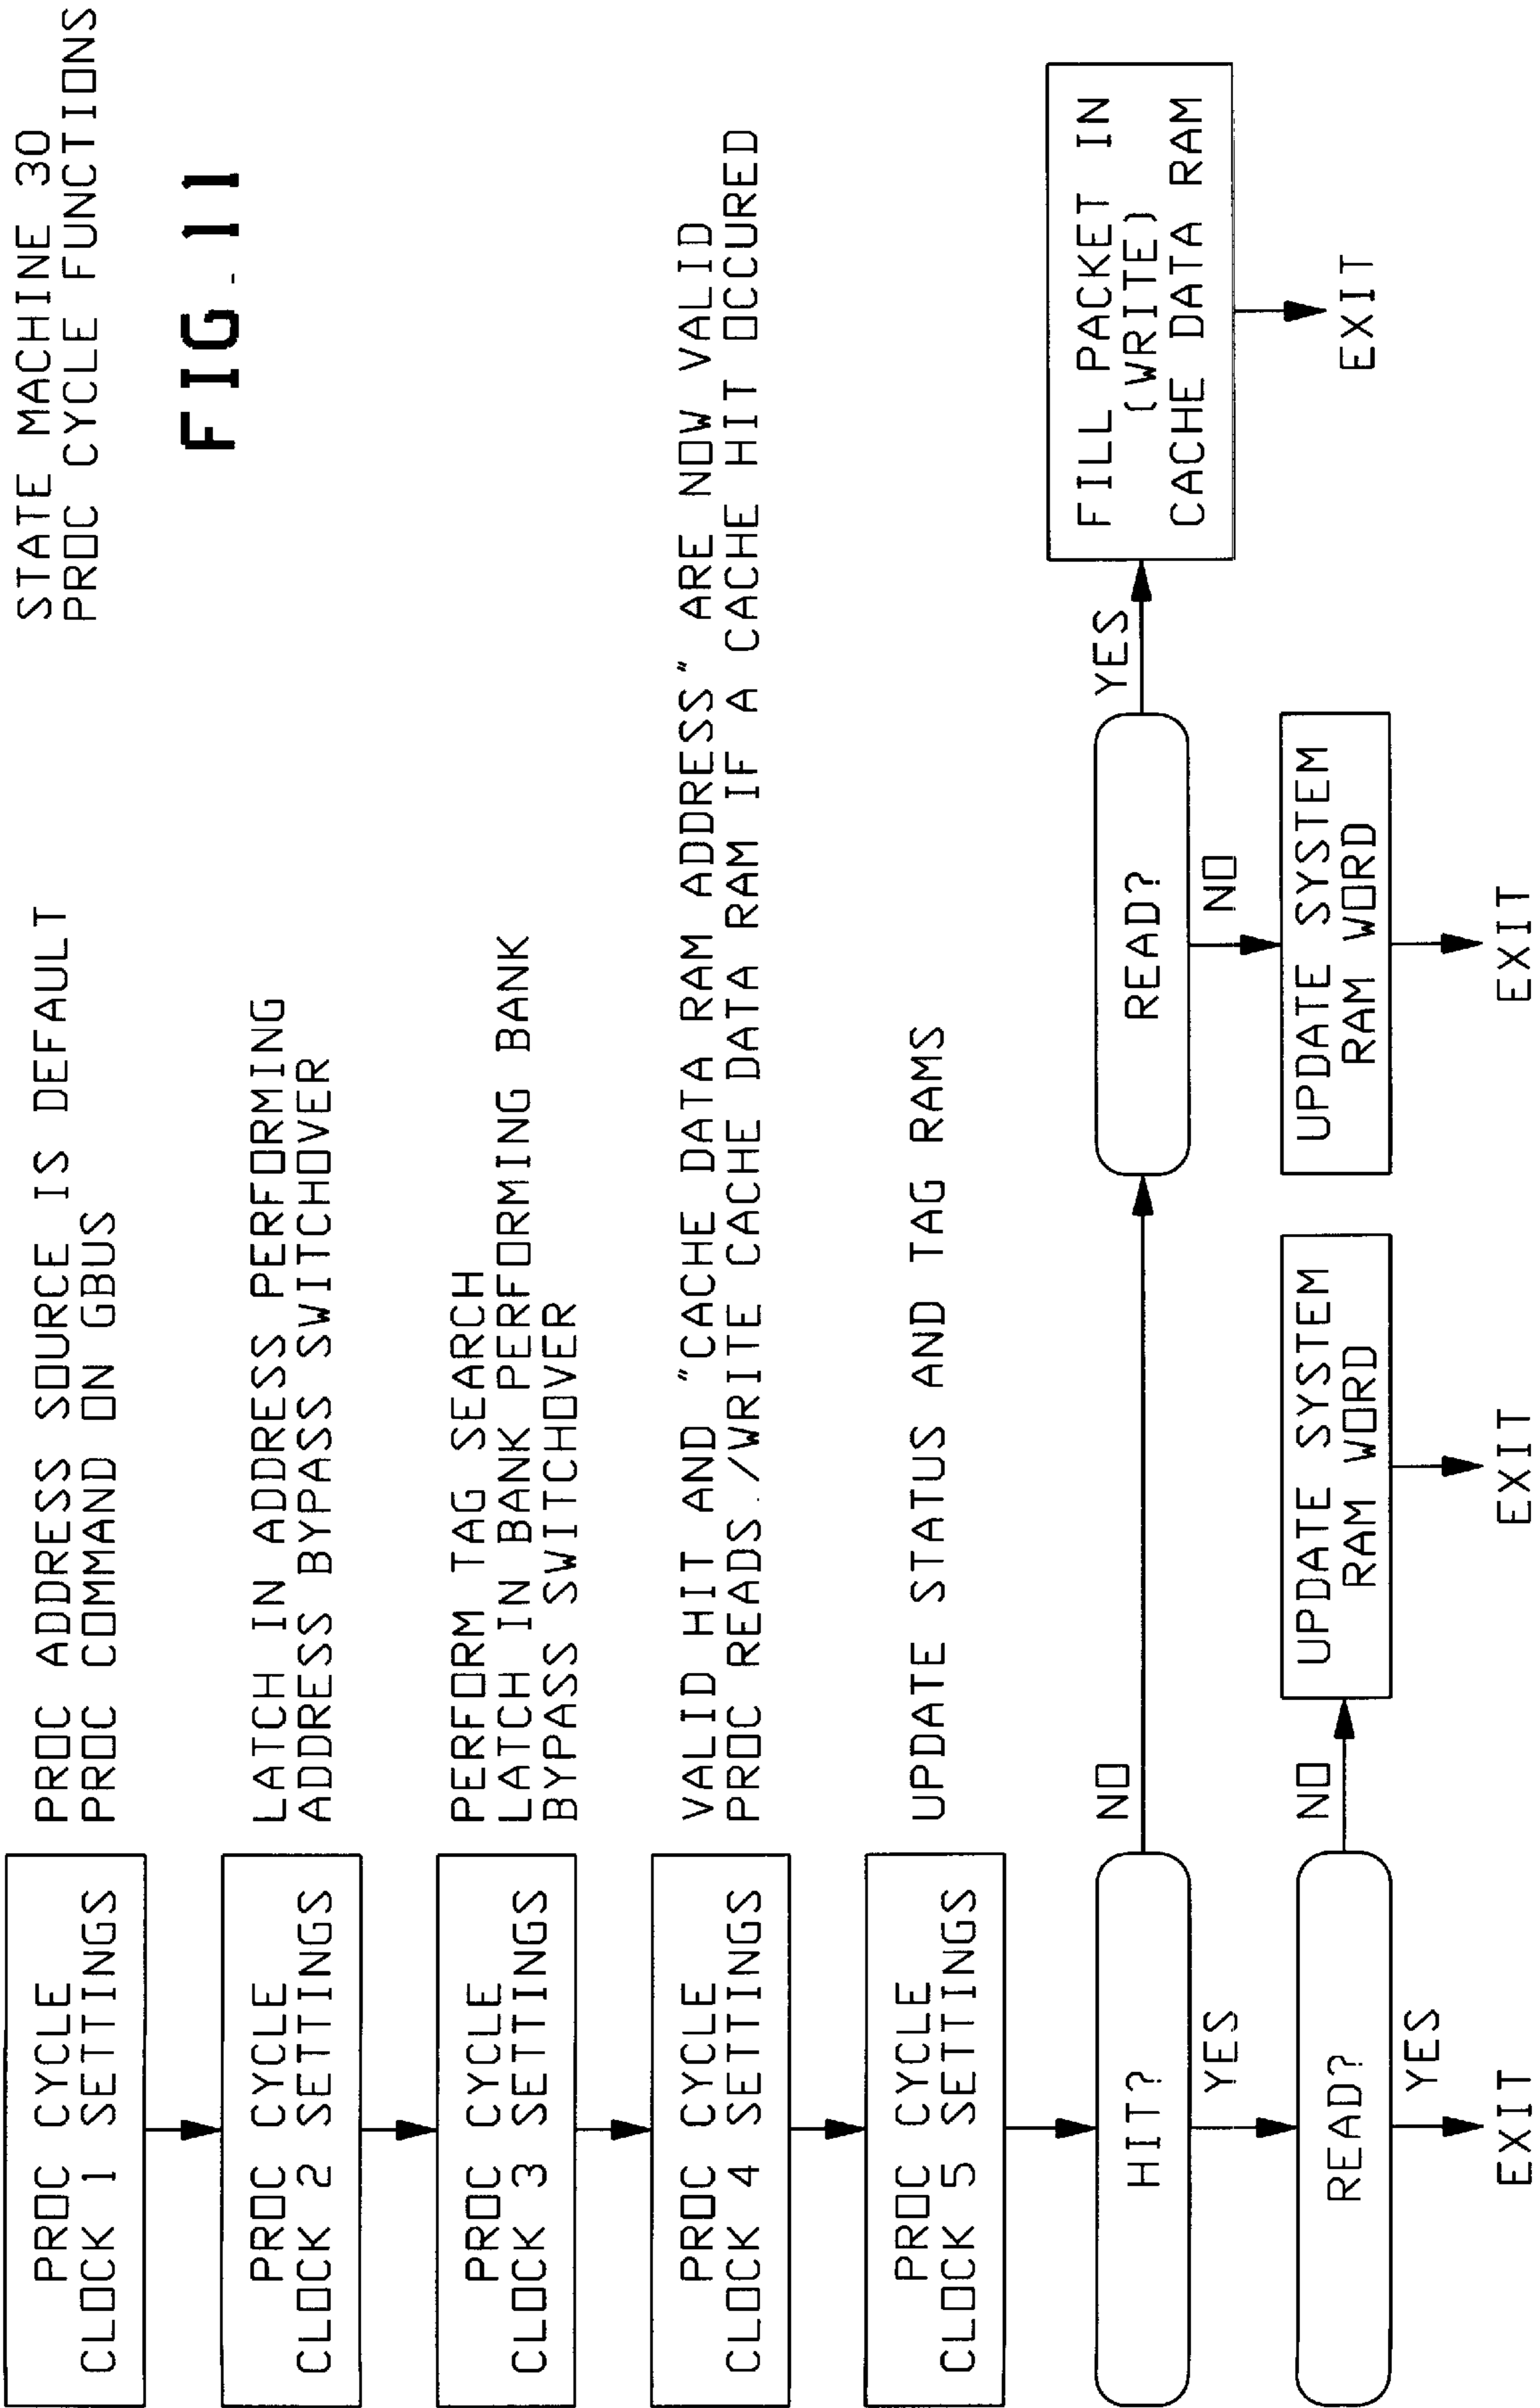 STATE MACHINE 30
PROC CYCLE FUNCTIONS
FIG. 11
PROC CYCLE
CLOCK 1 SETTINGS
PROC ADDRESS SOURCE IS DEFAULT
PROC COMMAND ON GBUS
PROC CYCLE
CLOCK 2 SETTINGS
LATCH IN ADDRESS PERFORMING
ADDRESS BYPASS SWITCHOVER
PROC CYCLE
CLOCK 3 SETTINGS
PERFORM TAG SEARCH
LATCH IN BANK PERFORMING BANK
BYPASS SWITCHOVER
PROC CYCLE
CLOCK 4 SETTINGS
VALID HIT AND "CACHE DATA RAM ADDRESS" ARE NOW VALID
PROC READS./WRITE CACHE DATA RAM IF A CACHE HIT OCCURED
PROC CYCLE
CLOCK 5 SETTINGS
UPDATE STATUS AND TAG RAMS
HIT?
NO
READ?
YES
FILL PACKET IN
(WRITE)
CACHE DATA RAM
EXIT
YES
NO
READ?
NO
UPDATE SYSTEM
RAM WORD
UPDATE SYSTEM
RAM WORD
YES
EXIT
EXIT
EXIT